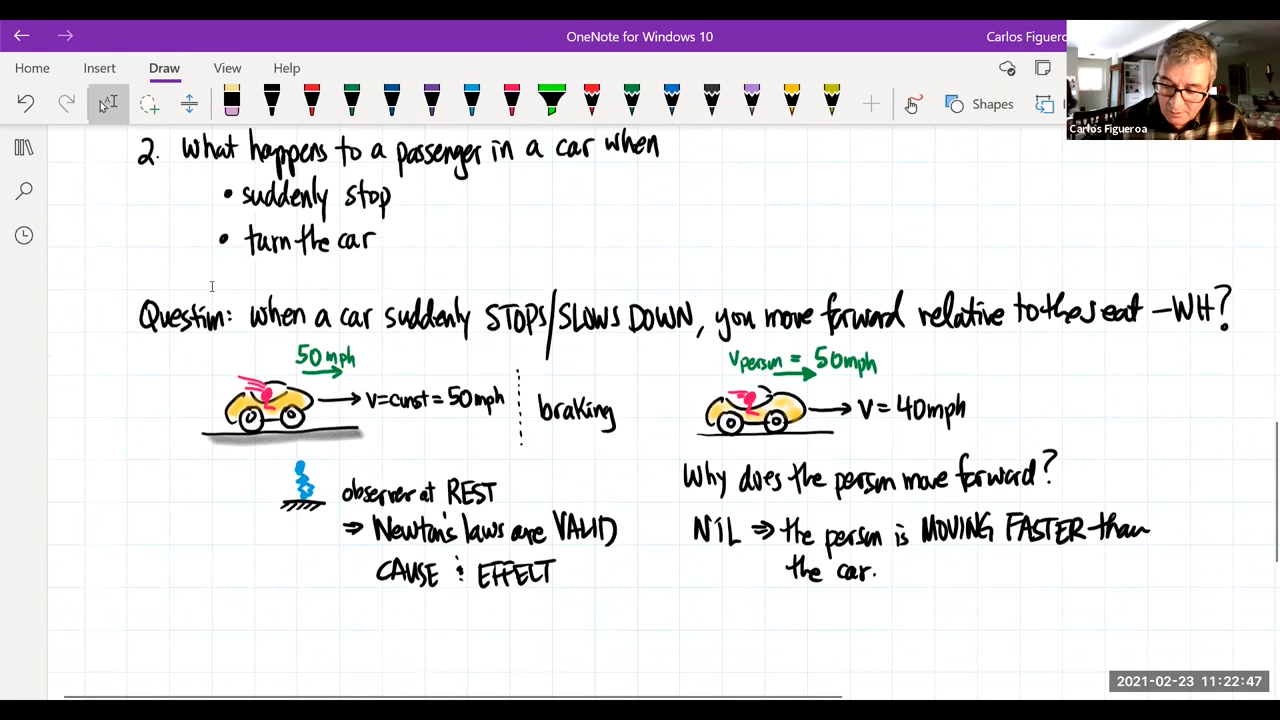 OneNote for Windows 10
Carlos Figuero
Home Insert Draw View Help
Shapes
Carlos Figueroa
2. What happens to a passenger in a car when
• suddenly stop
• turn the car
Question: when a car suddenly STOPS/SLOWS DOWN, you move forward relative to the seat – WH?
50 mph
v = const = 50 mph
braking
Vperson = 50mph
V = 40 mph
observer at REST
⇒ Newton's laws are VALID
CAUSE : EFFECT
Why does the person move forward?
N1L ⇒ the person is MOVING FASTER than
the car.
2021-02-23 11:22:47